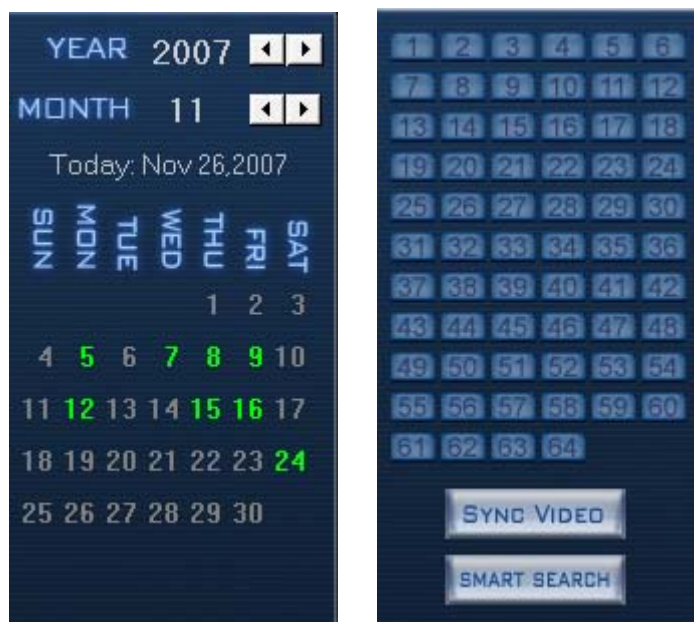 YEAR 2007
MONTH 11
Today: Nov 26,2007
SUN MON TUE WED THU FRI SAT
1 2 3
4 5 6 7 8 9 10
11 12 13 14 15 16 17
18 19 20 21 22 23 24
25 26 27 28 29 30
1 2 3 4 5 6
7 8 9 10 11 12
13 14 15 16 17 18
19 20 21 22 23 24
25 26 27 28 29 30
31 32 33 34 35 36
37 38 39 40 41 42
43 44 45 46 47 48
49 50 51 52 53 54
55 56 57 58 59 60
61 62 63 64
SYNC VIDEO
SMART SEARCH